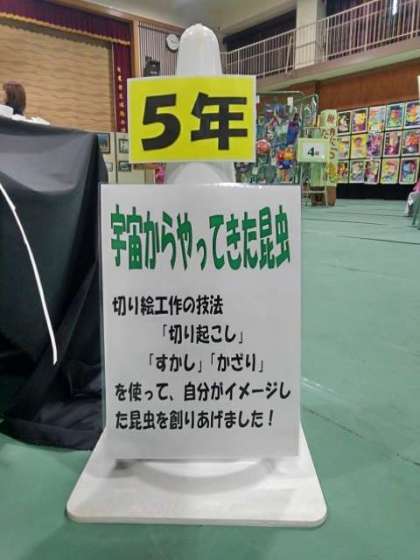 5年
宇宙からやってきた昆虫
切り絵工作の技法
「切り起こし」
「すかし」「かざり」
を使って、自分がイメージし
た昆虫を創りあげました！